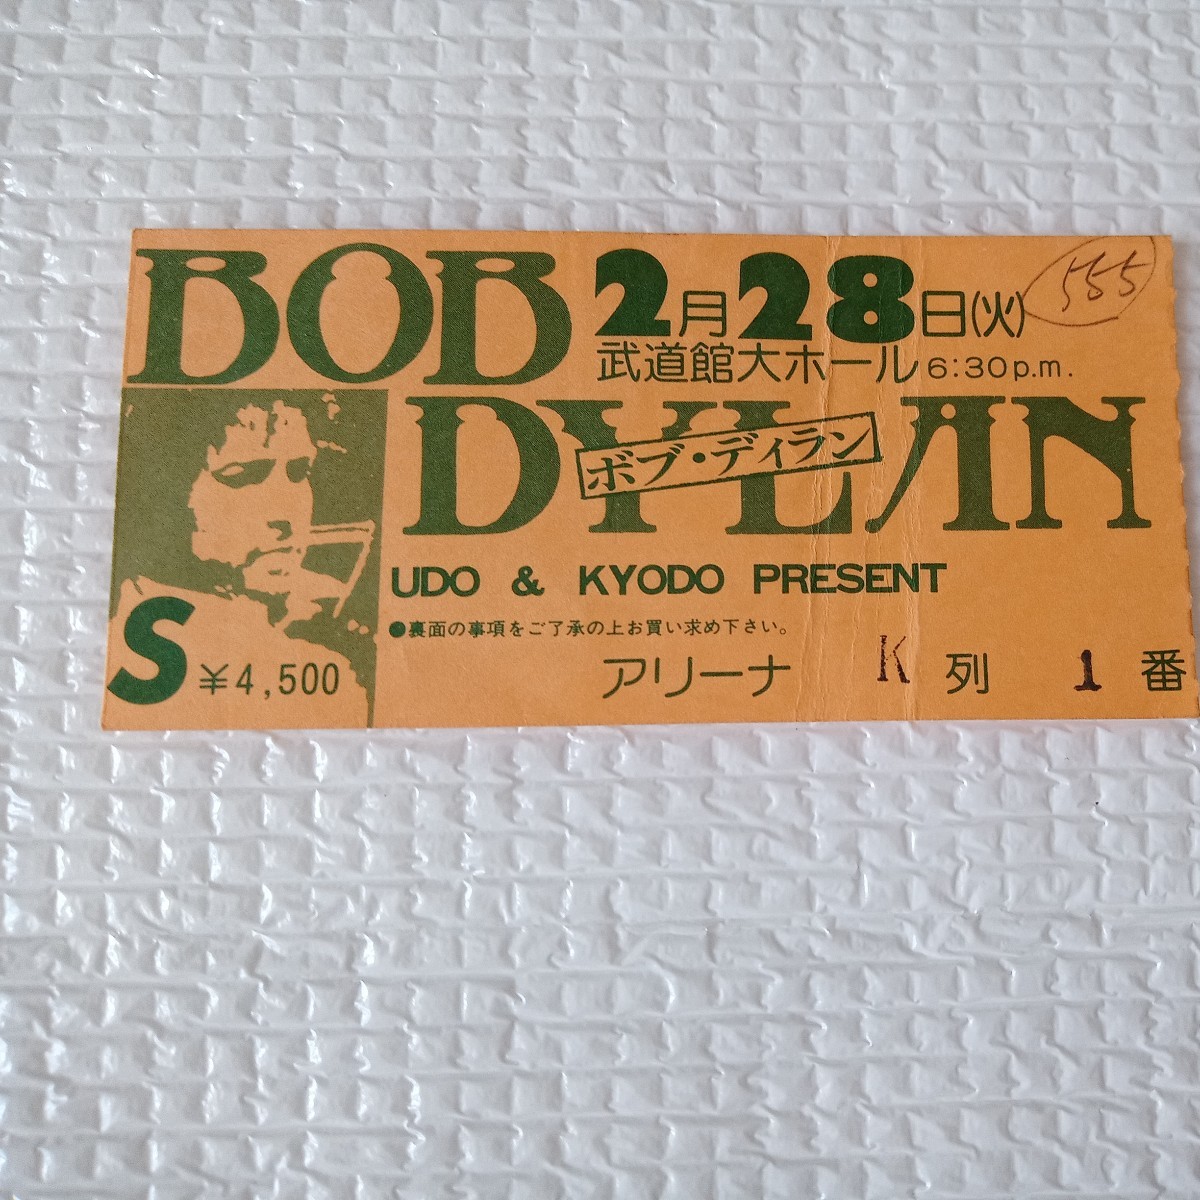 BOB
2月28日(火)
555
武道館大ホール 6:30p.m.
DYLAN
ボブ・ディラン
UDO & KYODO PRESENT
●裏面の事項をご了承の上お買い求め下さい。
S ¥4,500
アリーナ K 列 1 番